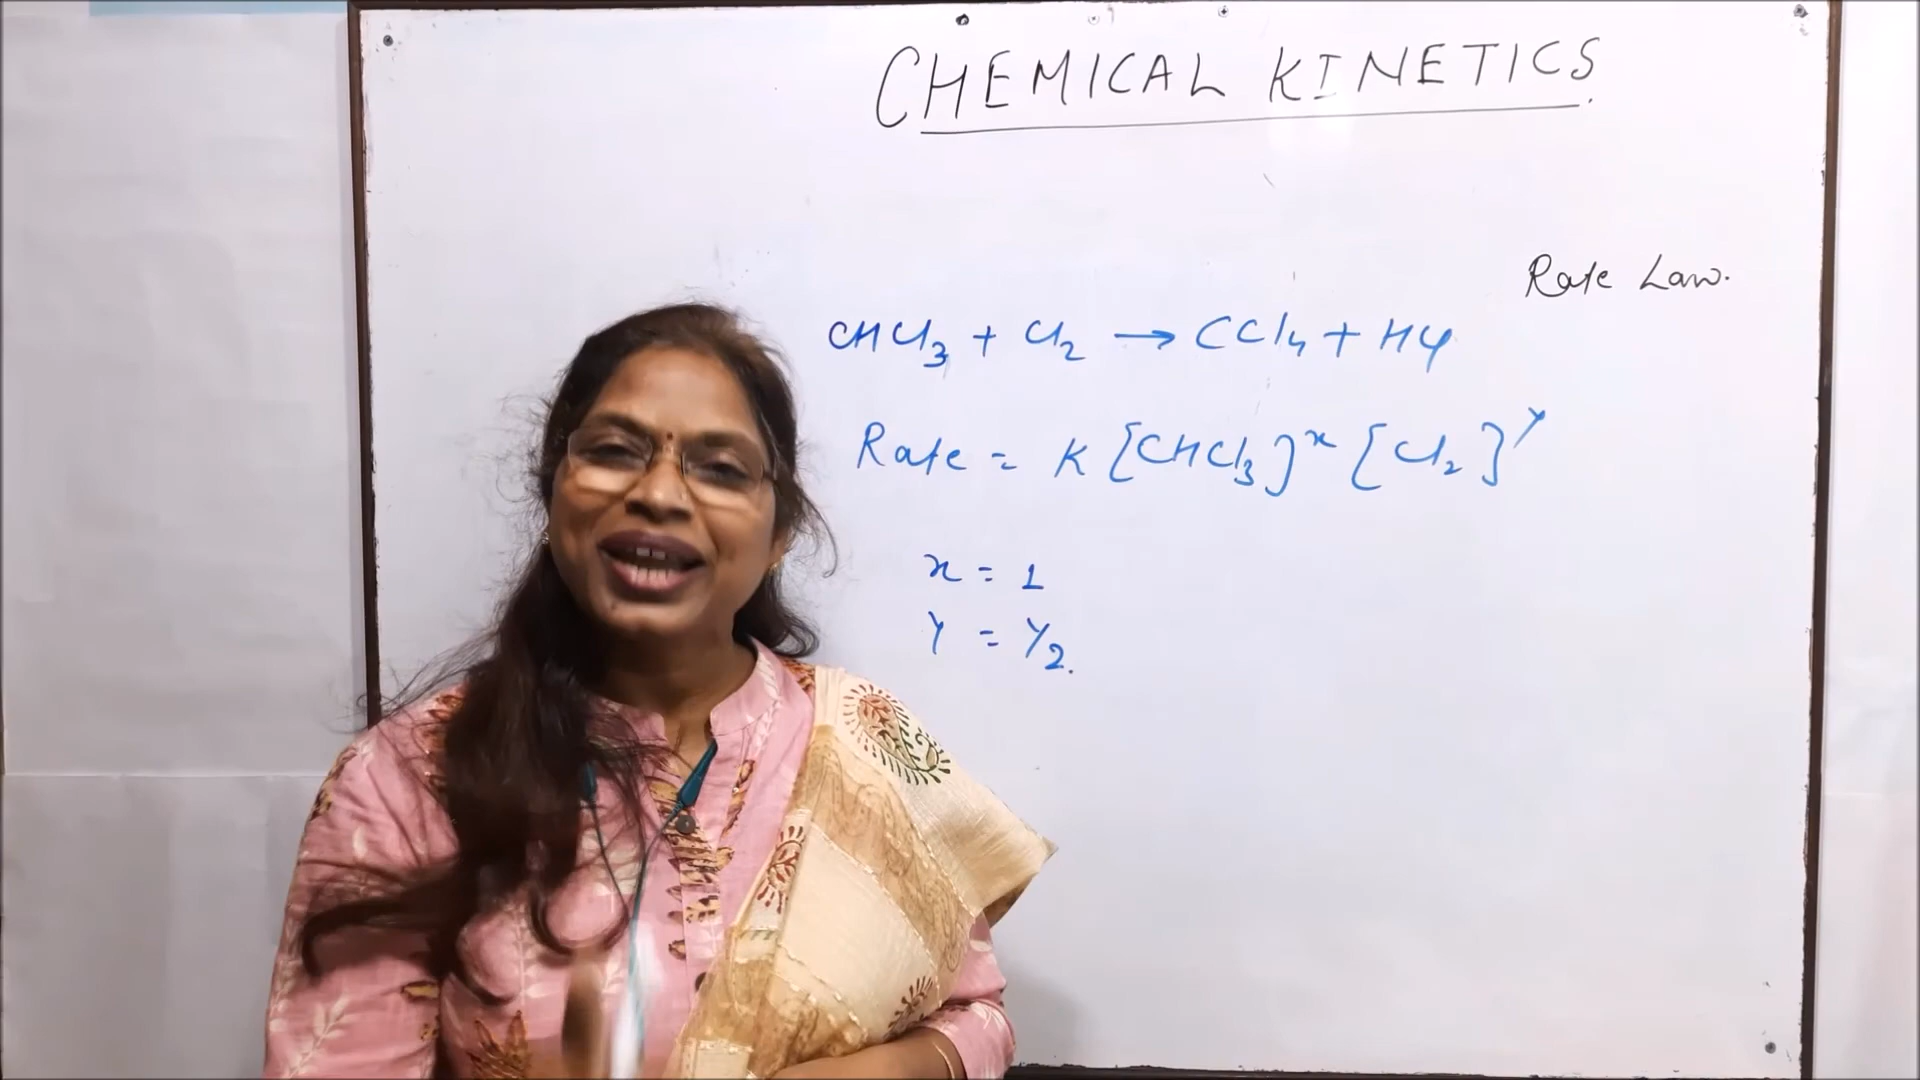 CHEMICAL KINETICS
Rate Law.
CHCl3 + Cl2 → CCl4 + HCl
Rate = K [CHCl3]^x [Cl2]^y
x = 1
y = 1/2.